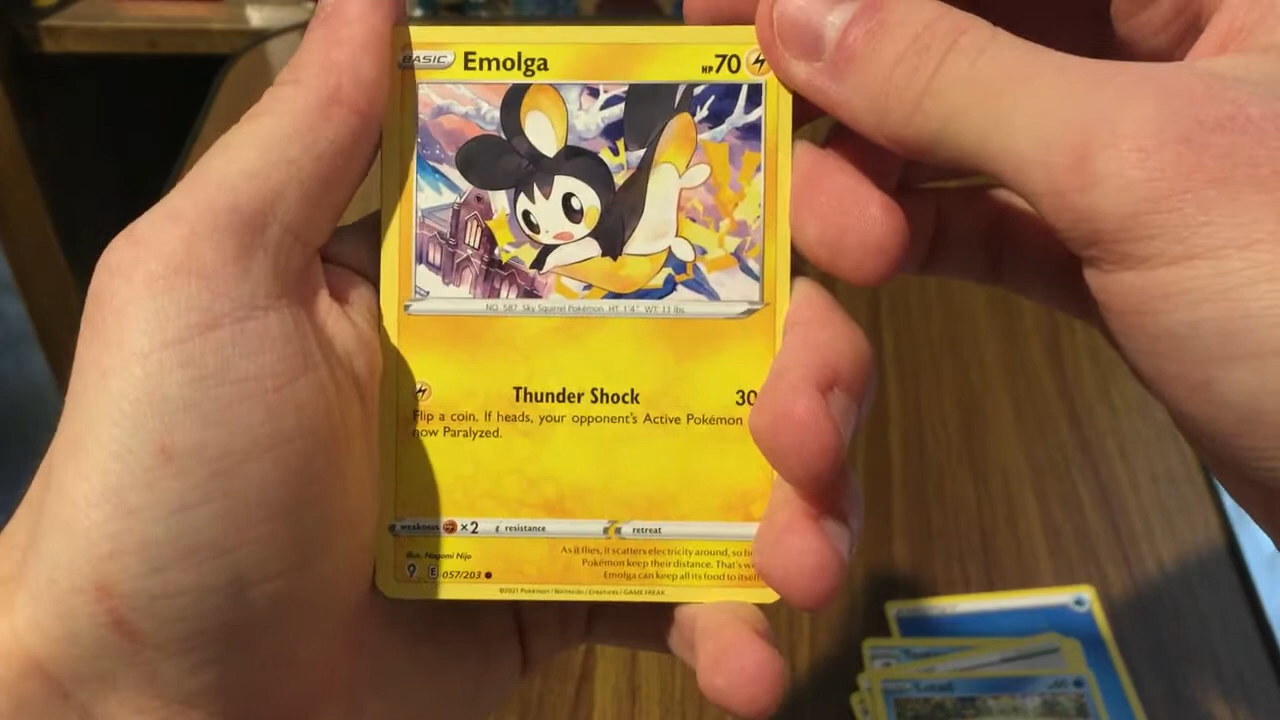 BASIC Emolga HP 70
NO. 587 Sky Squirrel Pokémon HT: 1'4" WT: 11 lbs.
Thunder Shock 30
Flip a coin. If heads, your opponent's Active Pokémon
now Paralyzed.
weakness ×2 resistance retreat
Illus. Nagomi Nijo
As it flies, it scatters electricity around, so
Pokémon keep their distance. That's
Emolga can keep all its food to itself.
E 057/203
©2021 Pokémon / Nintendo / Creatures / GAME FREAK